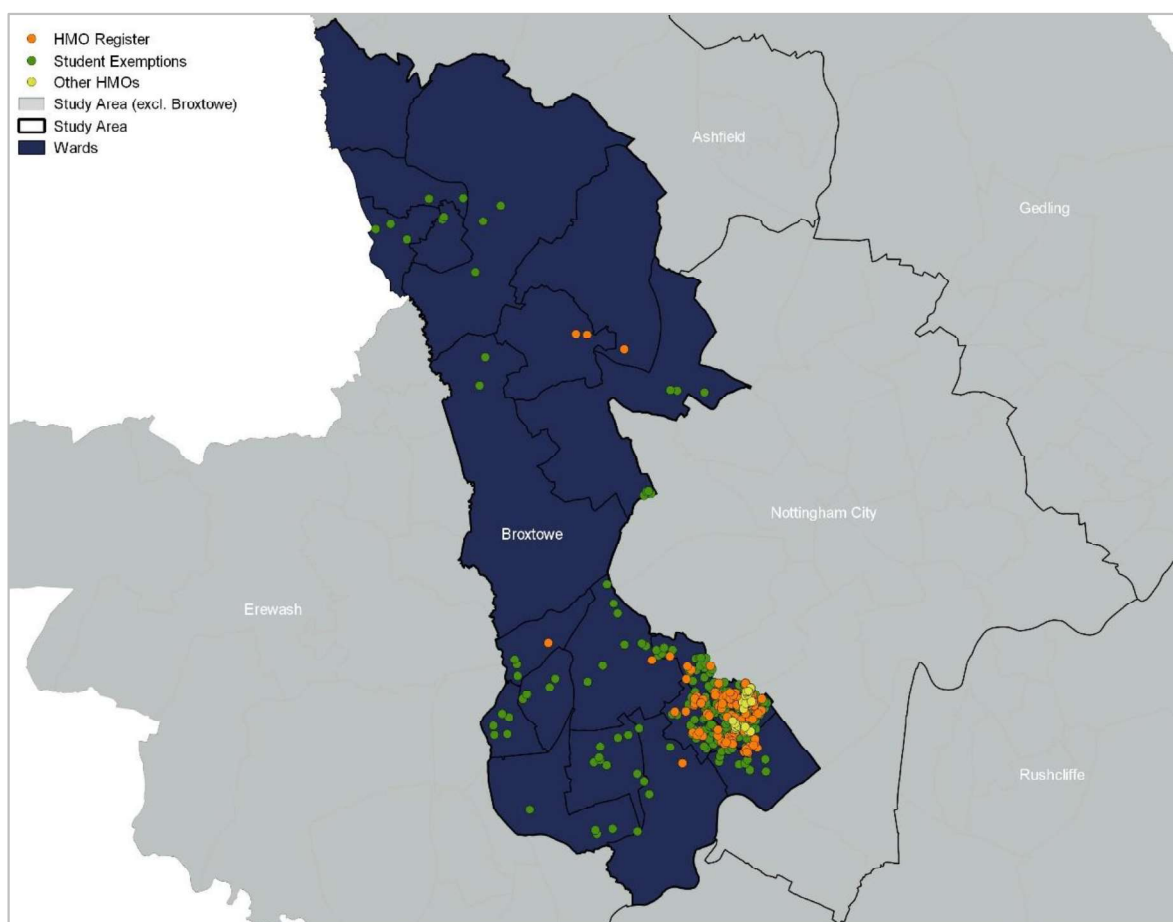 HMO Register
Student Exemptions
Other HMOs
Study Area (excl. Broxtowe)
Study Area
Wards
Ashfield
Gedling
Nottingham City
Broxtowe
Erewash
Rushcliffe